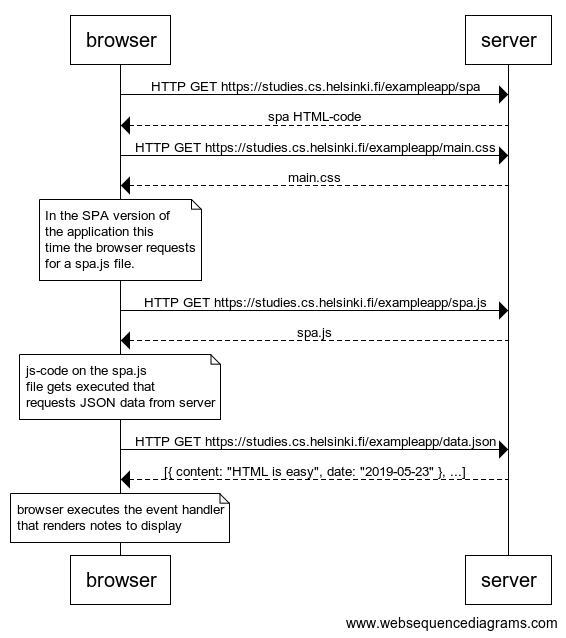 browser
server
HTTP GET https://studies.cs.helsinki.fi/exampleapp/spa
spa HTML-code
HTTP GET https://studies.cs.helsinki.fi/exampleapp/main.css
main.css
In the SPA version of
the application this
time the browser requests
for a spa.js file.
HTTP GET https://studies.cs.helsinki.fi/exampleapp/spa.js
spa.js
js-code on the spa.js
file gets executed that
requests JSON data from server
HTTP GET https://studies.cs.helsinki.fi/exampleapp/data.json
[{ content: "HTML is easy", date: "2019-05-23" }, ...]
browser executes the event handler
that renders notes to display
browser
server
www.websequencediagrams.com